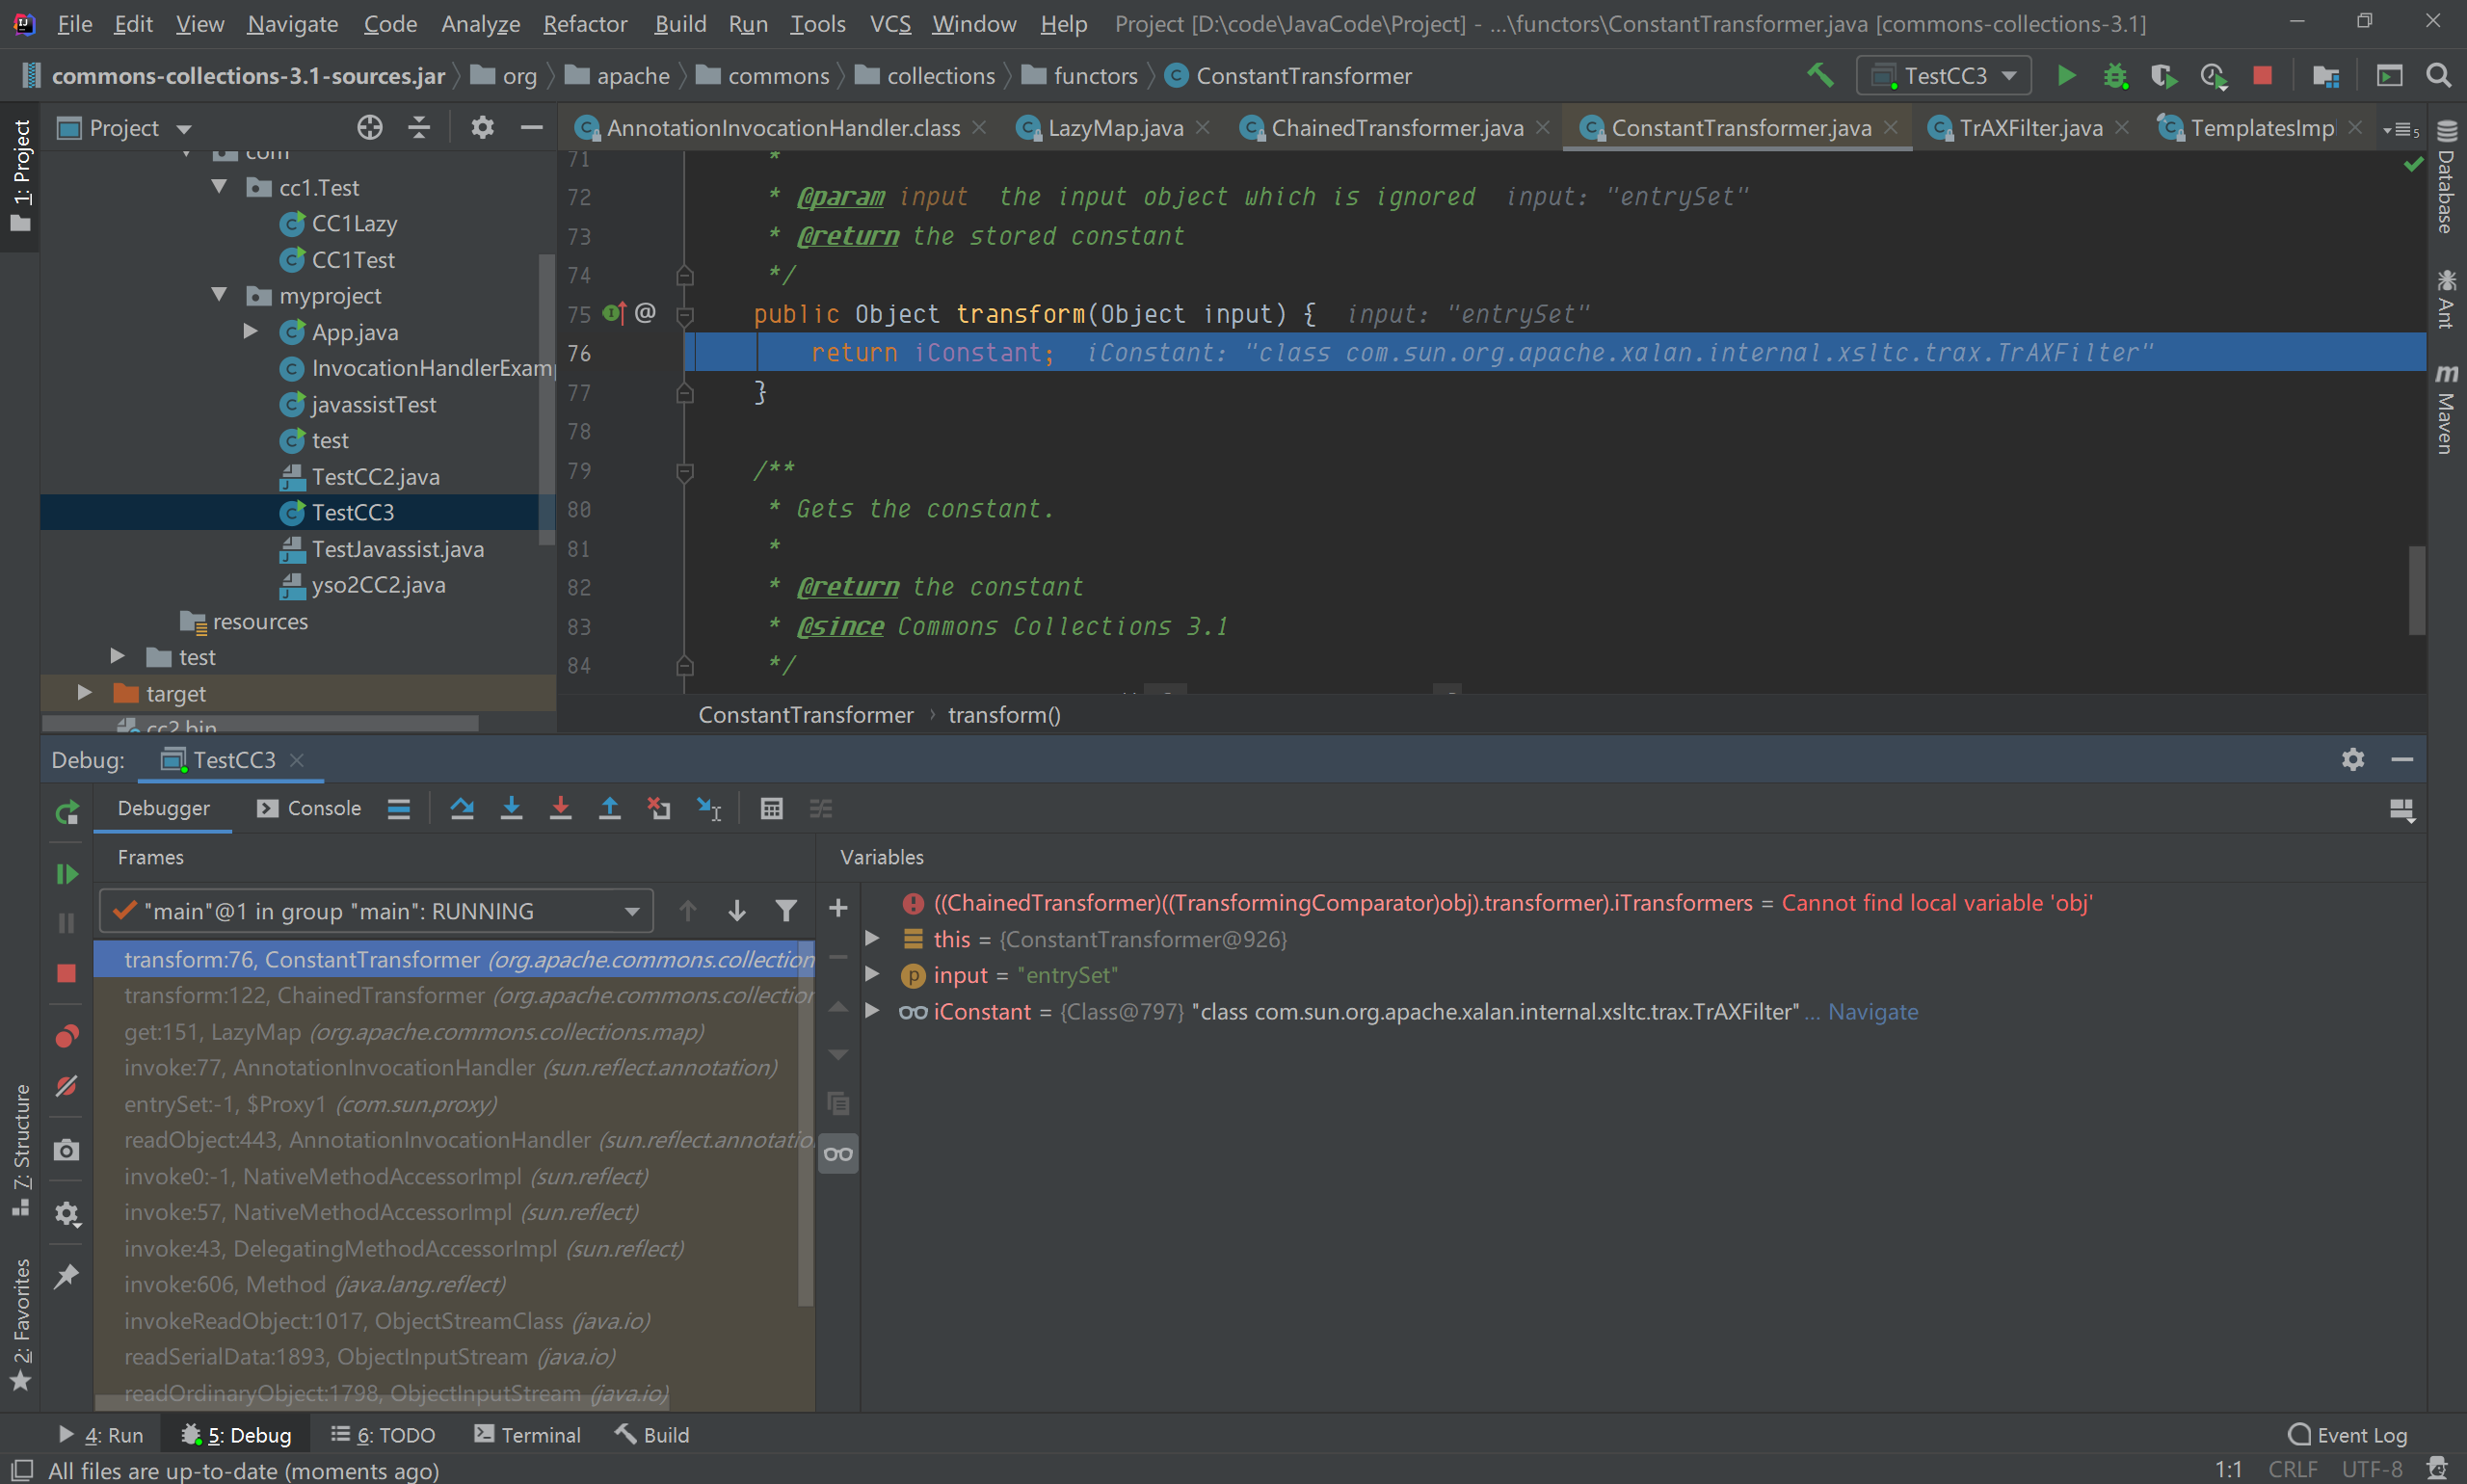 File Edit View Navigate Code Analyze Refactor Build Run Tools VCS Window Help Project [D:\code\JavaCode\Project] - ...\functors\ConstantTransformer.java [commons-collections-3.1]
commons-collections-3.1-sources.jar org apache commons collections functors ConstantTransformer TestCC3
1: Project
Project
com
cc1.Test
CC1Lazy
CC1Test
myproject
App.java
InvocationHandlerExam
javassistTest
test
TestCC2.java
TestCC3
TestJavassist.java
yso2CC2.java
resources
test
target
cc2.bin
AnnotationInvocationHandler.class LazyMap.java ChainedTransformer.java ConstantTransformer.java TrAXFilter.java TemplatesImp 5
71 *
72 * @param input the input object which is ignored input: "entrySet"
73 * @return the stored constant
74 */
75 @ public Object transform(Object input) { input: "entrySet"
76 return iConstant; iConstant: "class com.sun.org.apache.xalan.internal.xsltc.trax.TrAXFilter"
77 }
78
79 /**
80 * Gets the constant.
81 *
82 * @return the constant
83 * @since Commons Collections 3.1
84 */
ConstantTransformer › transform()
Database
Ant
Maven
Debug: TestCC3
Debugger Console
Frames
"main"@1 in group "main": RUNNING
transform:76, ConstantTransformer (org.apache.commons.collection
transform:122, ChainedTransformer (org.apache.commons.collection
get:151, LazyMap (org.apache.commons.collections.map)
invoke:77, AnnotationInvocationHandler (sun.reflect.annotation)
entrySet:-1, $Proxy1 (com.sun.proxy)
readObject:443, AnnotationInvocationHandler (sun.reflect.annotatio
invoke0:-1, NativeMethodAccessorImpl (sun.reflect)
invoke:57, NativeMethodAccessorImpl (sun.reflect)
invoke:43, DelegatingMethodAccessorImpl (sun.reflect)
invoke:606, Method (java.lang.reflect)
invokeReadObject:1017, ObjectStreamClass (java.io)
readSerialData:1893, ObjectInputStream (java.io)
readOrdinaryObject:1798, ObjectInputStream (java.io)
Variables
((ChainedTransformer)((TransformingComparator)obj).transformer).iTransformers = Cannot find local variable 'obj'
this = {ConstantTransformer@926}
input = "entrySet"
iConstant = {Class@797} "class com.sun.org.apache.xalan.internal.xsltc.trax.TrAXFilter" ... Navigate
7: Structure
2: Favorites
4: Run 5: Debug 6: TODO Terminal Build Event Log
All files are up-to-date (moments ago) 1:1 CRLF UTF-8